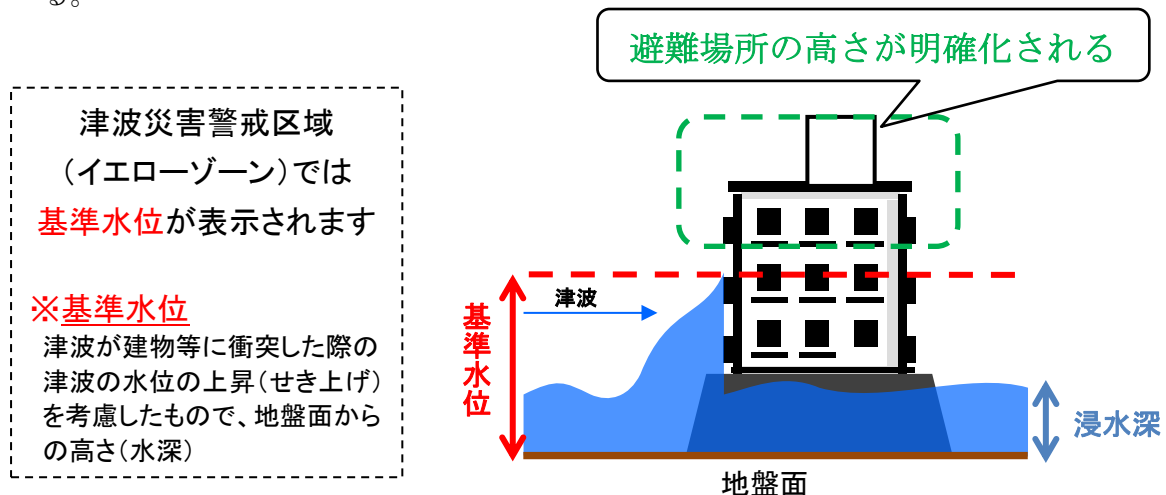 る。
避難場所の高さが明確化される
津波災害警戒区域
(イエローゾーン)では
基準水位が表示されます
※基準水位
津波が建物等に衝突した際の
津波の水位の上昇(せき上げ)
を考慮したもので、地盤面から
の高さ(水深)
津波
基準水位
浸水深
地盤面